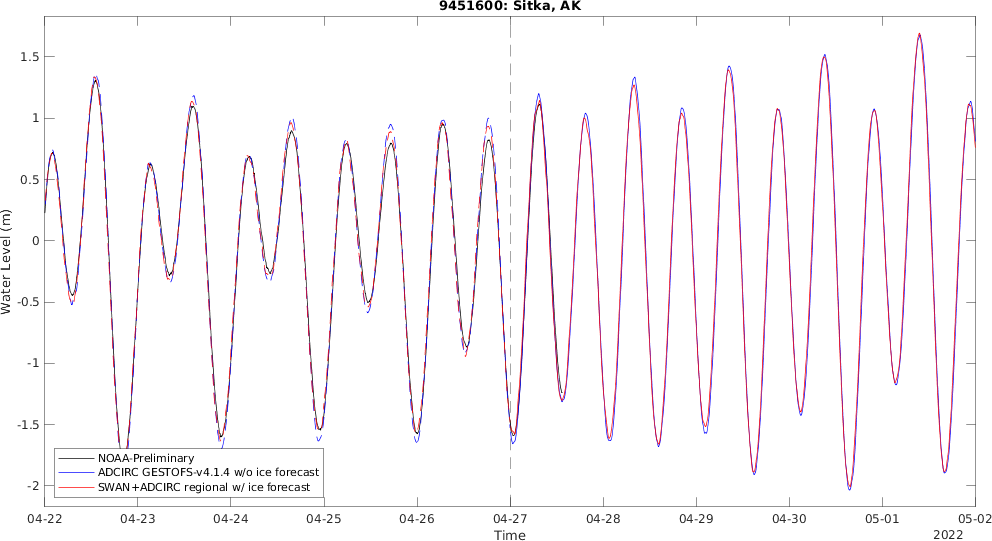 9451600: Sitka, AK
1.5
1
0.5
0
-0.5
-1
-1.5
-2
Water Level (m)
NOAA-Preliminary
ADCIRC GESTOFS-v4.1.4 w/o ice forecast
SWAN+ADCIRC regional w/ ice forecast
04-22 04-23 04-24 04-25 04-26 04-27 04-28 04-29 04-30 05-01 05-02
Time
2022